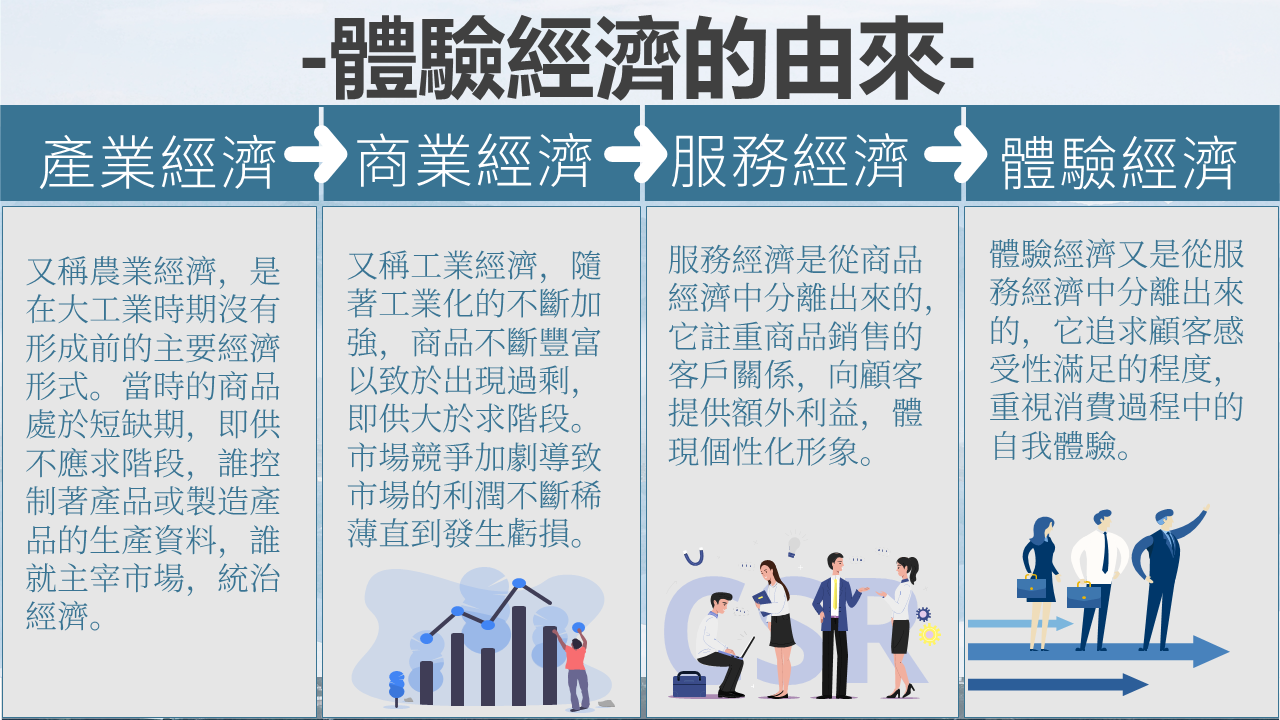 -體驗經濟的由來-
產業經濟
商業經濟
服務經濟
體驗經濟
又稱農業經濟，是
在大工業時期沒有
形成前的主要經濟
形式。當時的商品
處於短缺期，即供
不應求階段，誰控
制著產品或製造產
品的生產資料，誰
就主宰市場，統治
經濟。
又稱工業經濟，隨
著工業化的不斷加
強，商品不斷豐富
以致於出現過剩，
即供大於求階段。
市場競爭加劇導致
市場的利潤不斷稀
薄直到發生虧損。
服務經濟是從商品
經濟中分離出來的，
它註重商品銷售的
客戶關係，向顧客
提供額外利益，體
現個性化形象。
體驗經濟又是從服
務經濟中分離出來
的，它追求顧客感
受性滿足的程度，
重視消費過程中的
自我體驗。
CSR